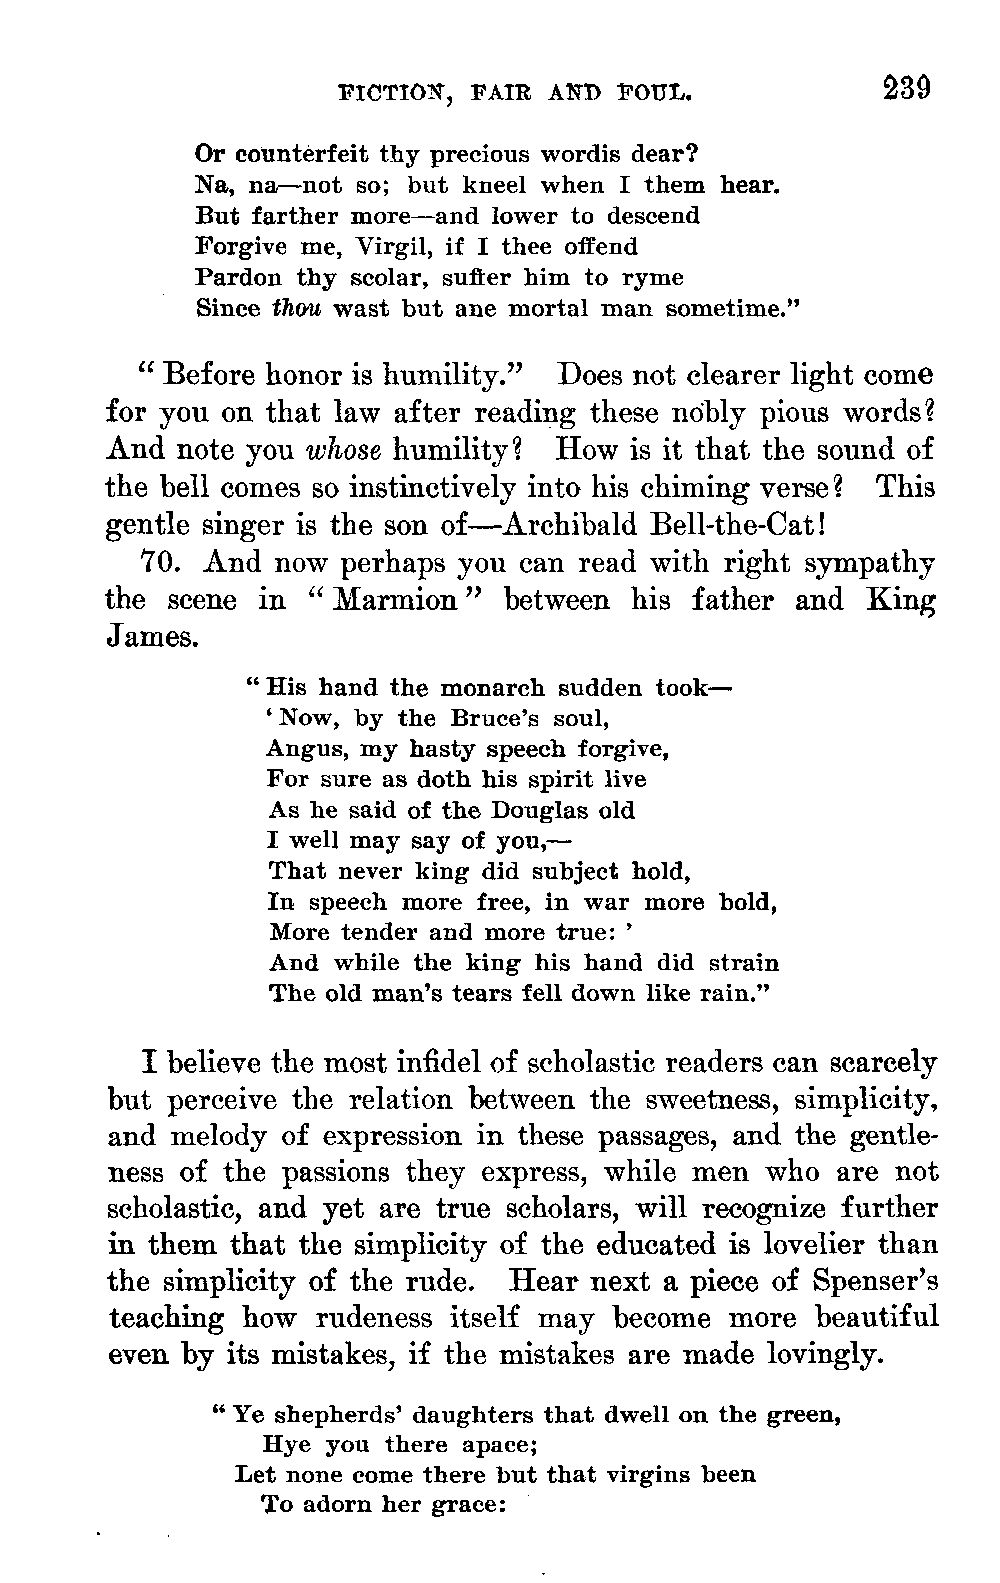 FICTION, FAIR AND FOUL. 239
Or counterfeit thy precious wordis dear?
Na, na—not so; but kneel when I them hear.
But farther more—and lower to descend
Forgive me, Virgil, if I thee offend
Pardon thy scolar, suffer him to ryme
Since thou wast but ane mortal man sometime."
"Before honor is humility." Does not clearer light come
for you on that law after reading these nobly pious words?
And note you whose humility? How is it that the sound of
the bell comes so instinctively into his chiming verse? This
gentle singer is the son of—Archibald Bell-the-Cat!
70. And now perhaps you can read with right sympathy
the scene in "Marmion" between his father and King
James.
"His hand the monarch sudden took—
'Now, by the Bruce's soul,
Angus, my hasty speech forgive,
For sure as doth his spirit live
As he said of the Douglas old
I well may say of you,—
That never king did subject hold,
In speech more free, in war more bold,
More tender and more true:'
And while the king his hand did strain
The old man's tears fell down like rain."
I believe the most infidel of scholastic readers can scarcely
but perceive the relation between the sweetness, simplicity,
and melody of expression in these passages, and the gentle-
ness of the passions they express, while men who are not
scholastic, and yet are true scholars, will recognize further
in them that the simplicity of the educated is lovelier than
the simplicity of the rude. Hear next a piece of Spenser's
teaching how rudeness itself may become more beautiful
even by its mistakes, if the mistakes are made lovingly.
"Ye shepherds' daughters that dwell on the green,
Hye you there apace;
Let none come there but that virgins been
To adorn her grace: